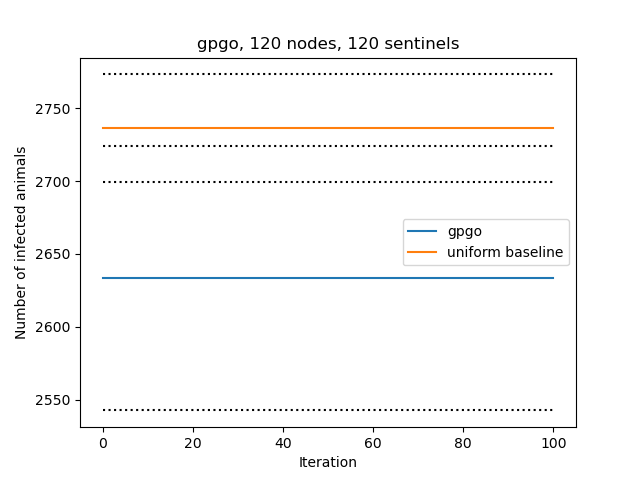 gpgo, 120 nodes, 120 sentinels
Number of infected animals
2750
2700
2650
2600
2550
gpgo
uniform baseline
0 20 40 60 80 100
Iteration